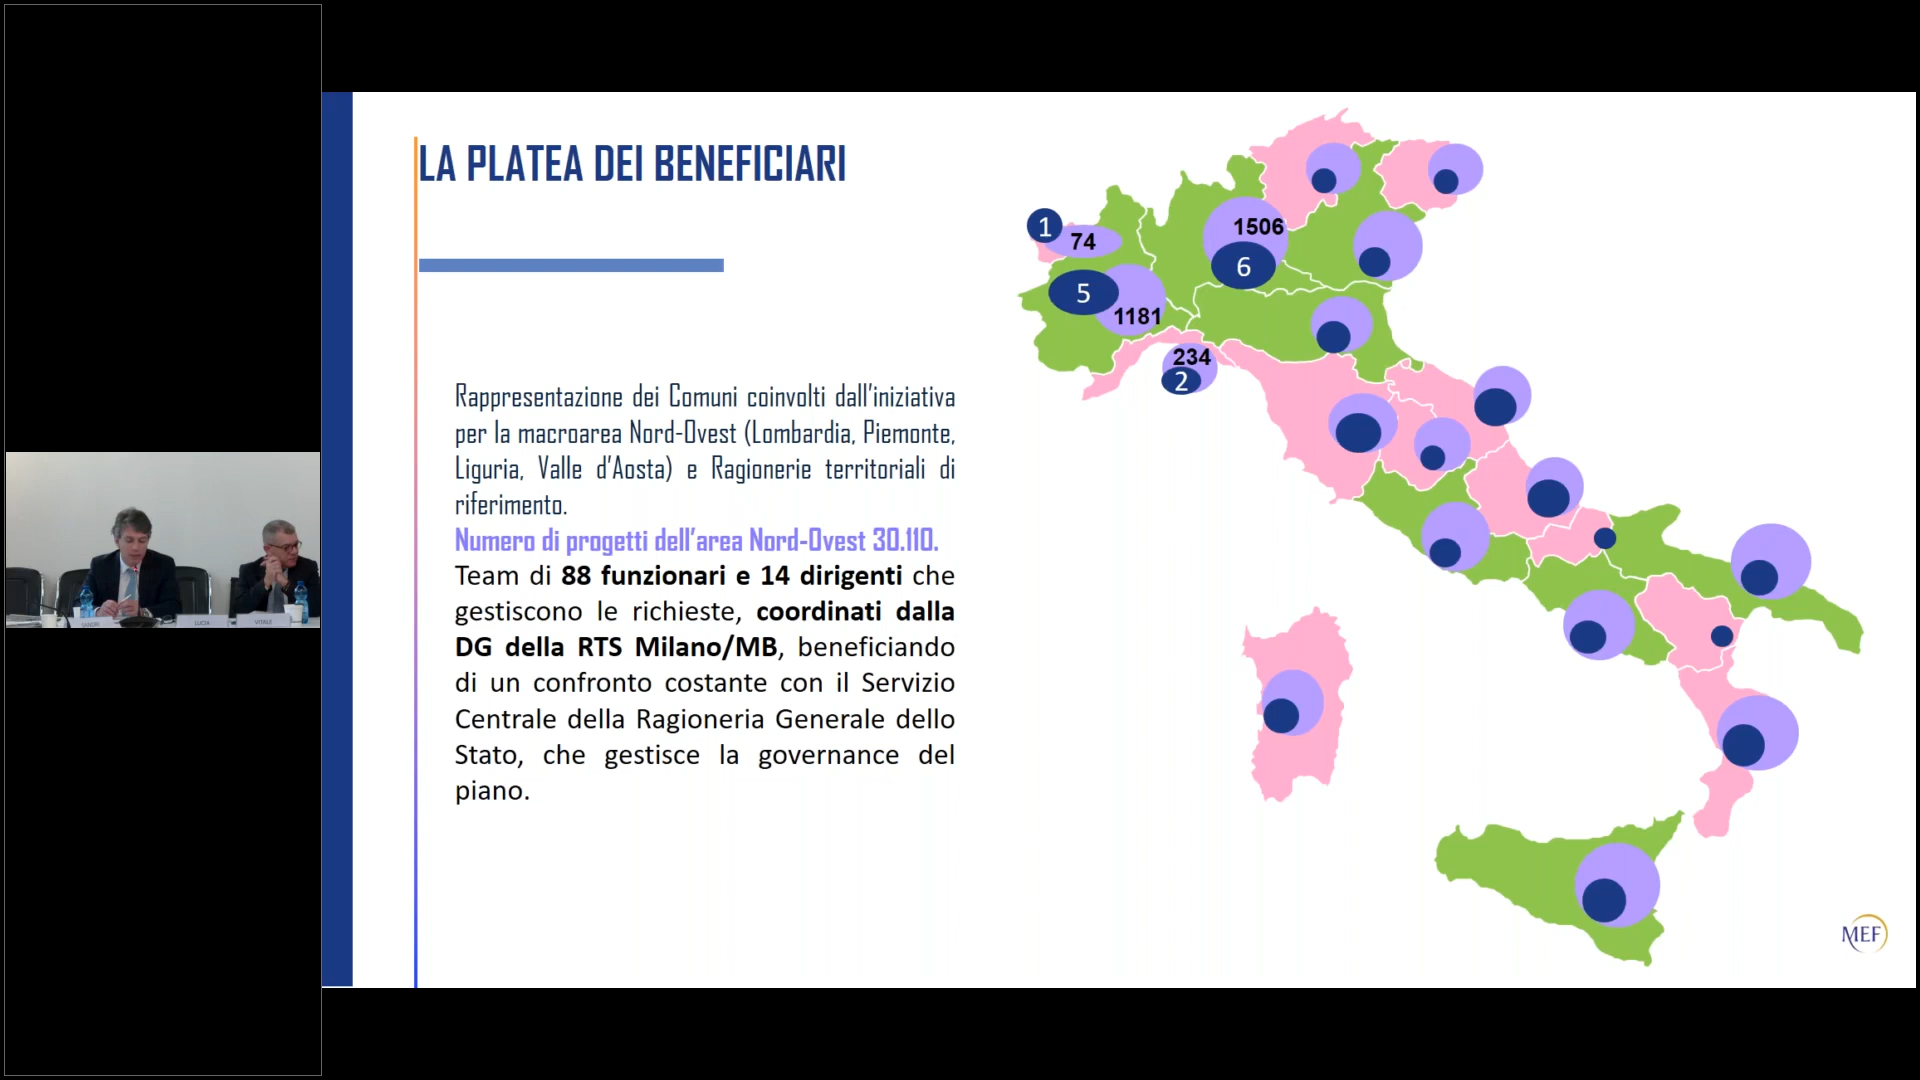 LA PLATEA DEI BENEFICIARI
Rappresentazione dei Comuni coinvolti dall'iniziativa
per la macroarea Nord-Ovest (Lombardia, Piemonte,
Liguria, Valle d'Aosta) e Ragionerie territoriali di
riferimento.
Numero di progetti dell'area Nord-Ovest 30.110.
Team di 88 funzionari e 14 dirigenti che
gestiscono le richieste, coordinati dalla
DG della RTS Milano/MB, beneficiando
di un confronto costante con il Servizio
Centrale della Ragioneria Generale dello
Stato, che gestisce la governance del
piano.
1
74
1506
6
5
1181
234
2
MEF
LUCIA
VITALE